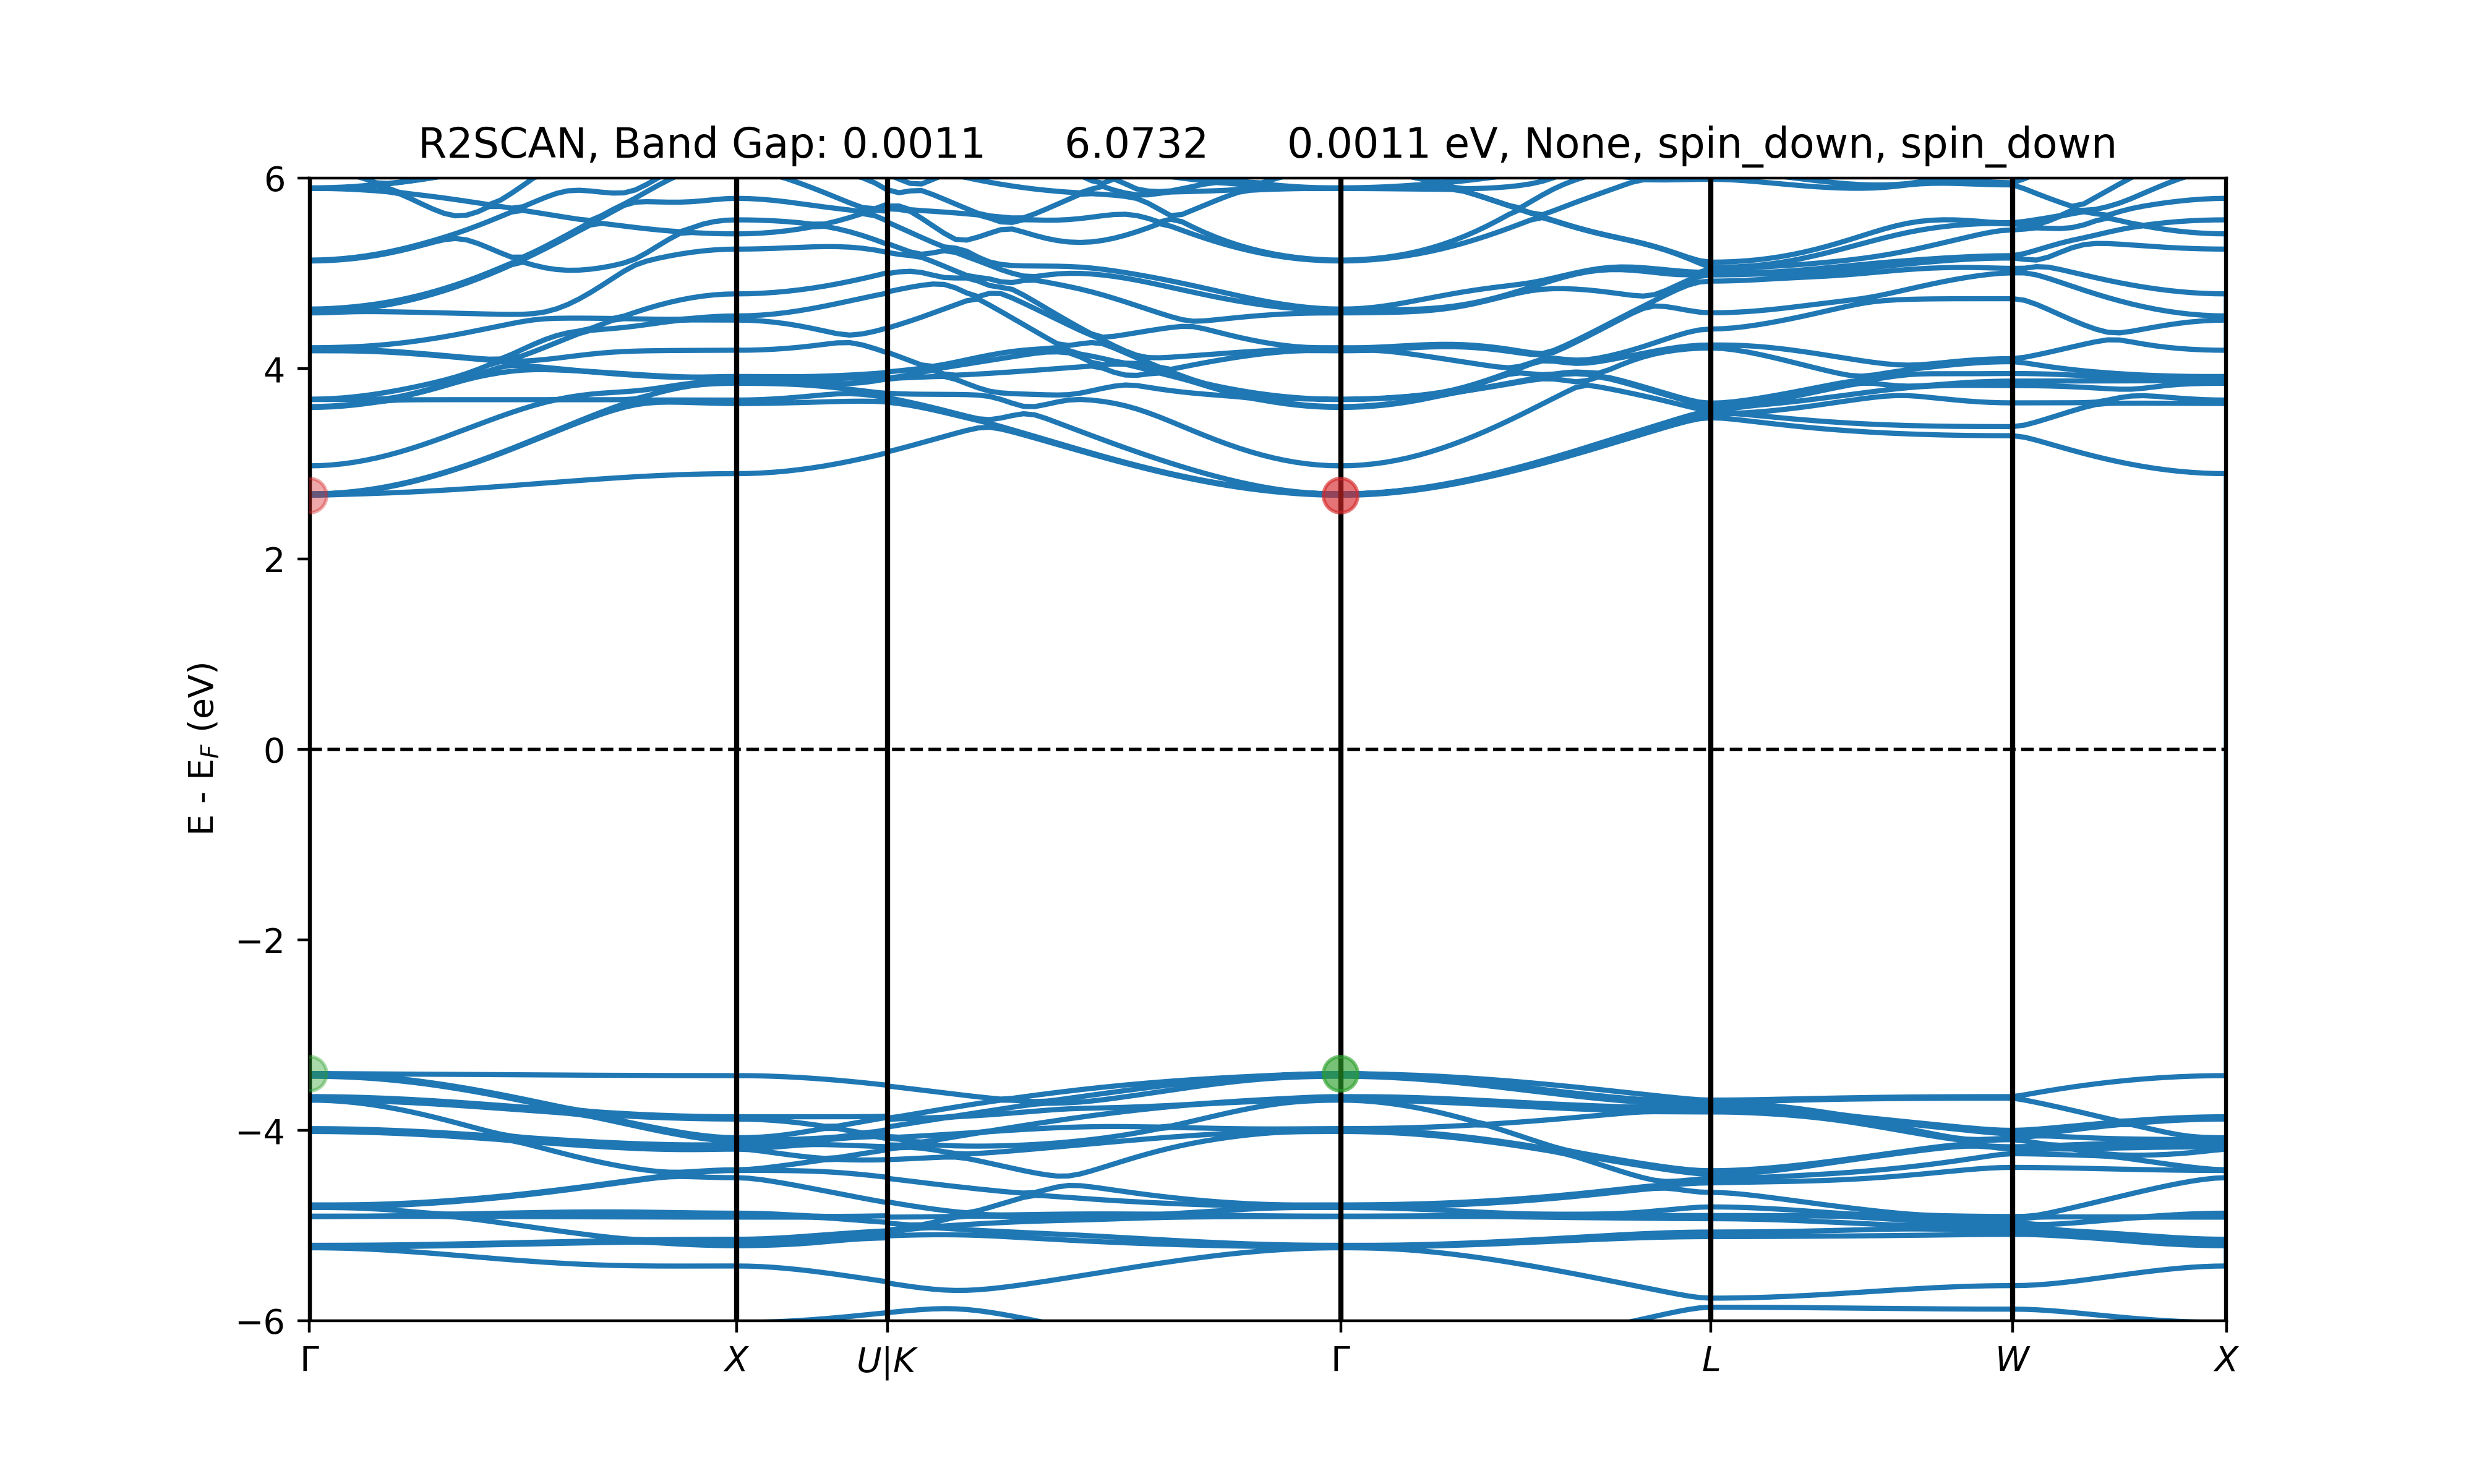 R2SCAN, Band Gap: 0.0011 6.0732 0.0011 eV, None, spin_down, spin_down
6
4
2
0
−2
−4
−6
E - E_F (eV)
Γ X U|K Γ L W X